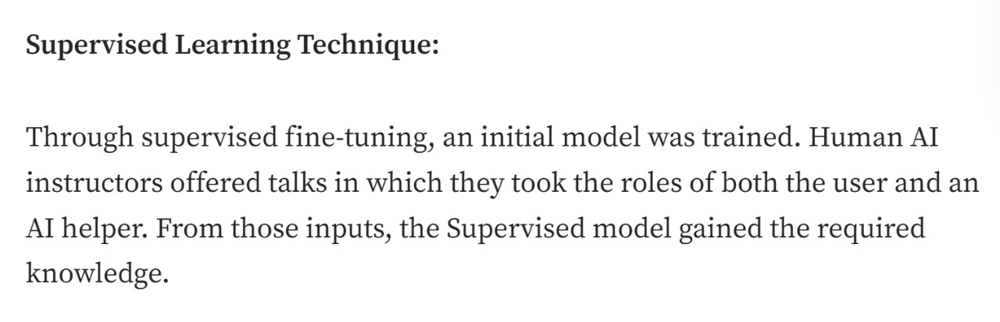 Supervised Learning Technique:
Through supervised fine-tuning, an initial model was trained. Human AI
instructors offered talks in which they took the roles of both the user and an
AI helper. From those inputs, the Supervised model gained the required
knowledge.